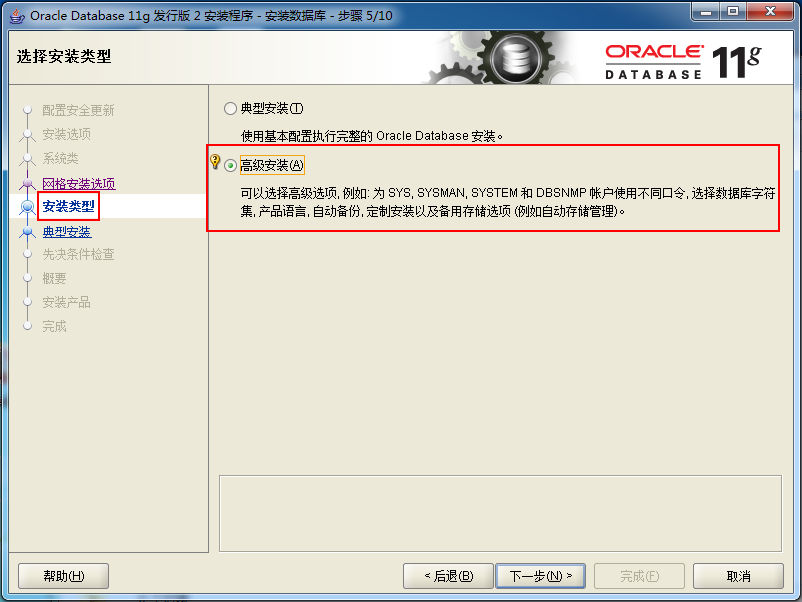 Oracle Database 11g 发行版 2 安装程序 - 安装数据库 - 步骤 5/10
选择安装类型
ORACLE
DATABASE
11g
配置安全更新
安装选项
系统类
网格安装选项
安装类型
典型安装
先决条件检查
概要
安装产品
完成
典型安装(T)
使用基本配置执行完整的 Oracle Database 安装。
高级安装(A)
可以选择高级选项, 例如: 为 SYS, SYSMAN, SYSTEM 和 DBSNMP 帐户使用不同口令, 选择数据库字符
集, 产品语言, 自动备份, 定制安装以及备用存储选项 (例如自动存储管理)。
帮助(H)
< 后退(B)
下一步(N) >
完成(F)
取消